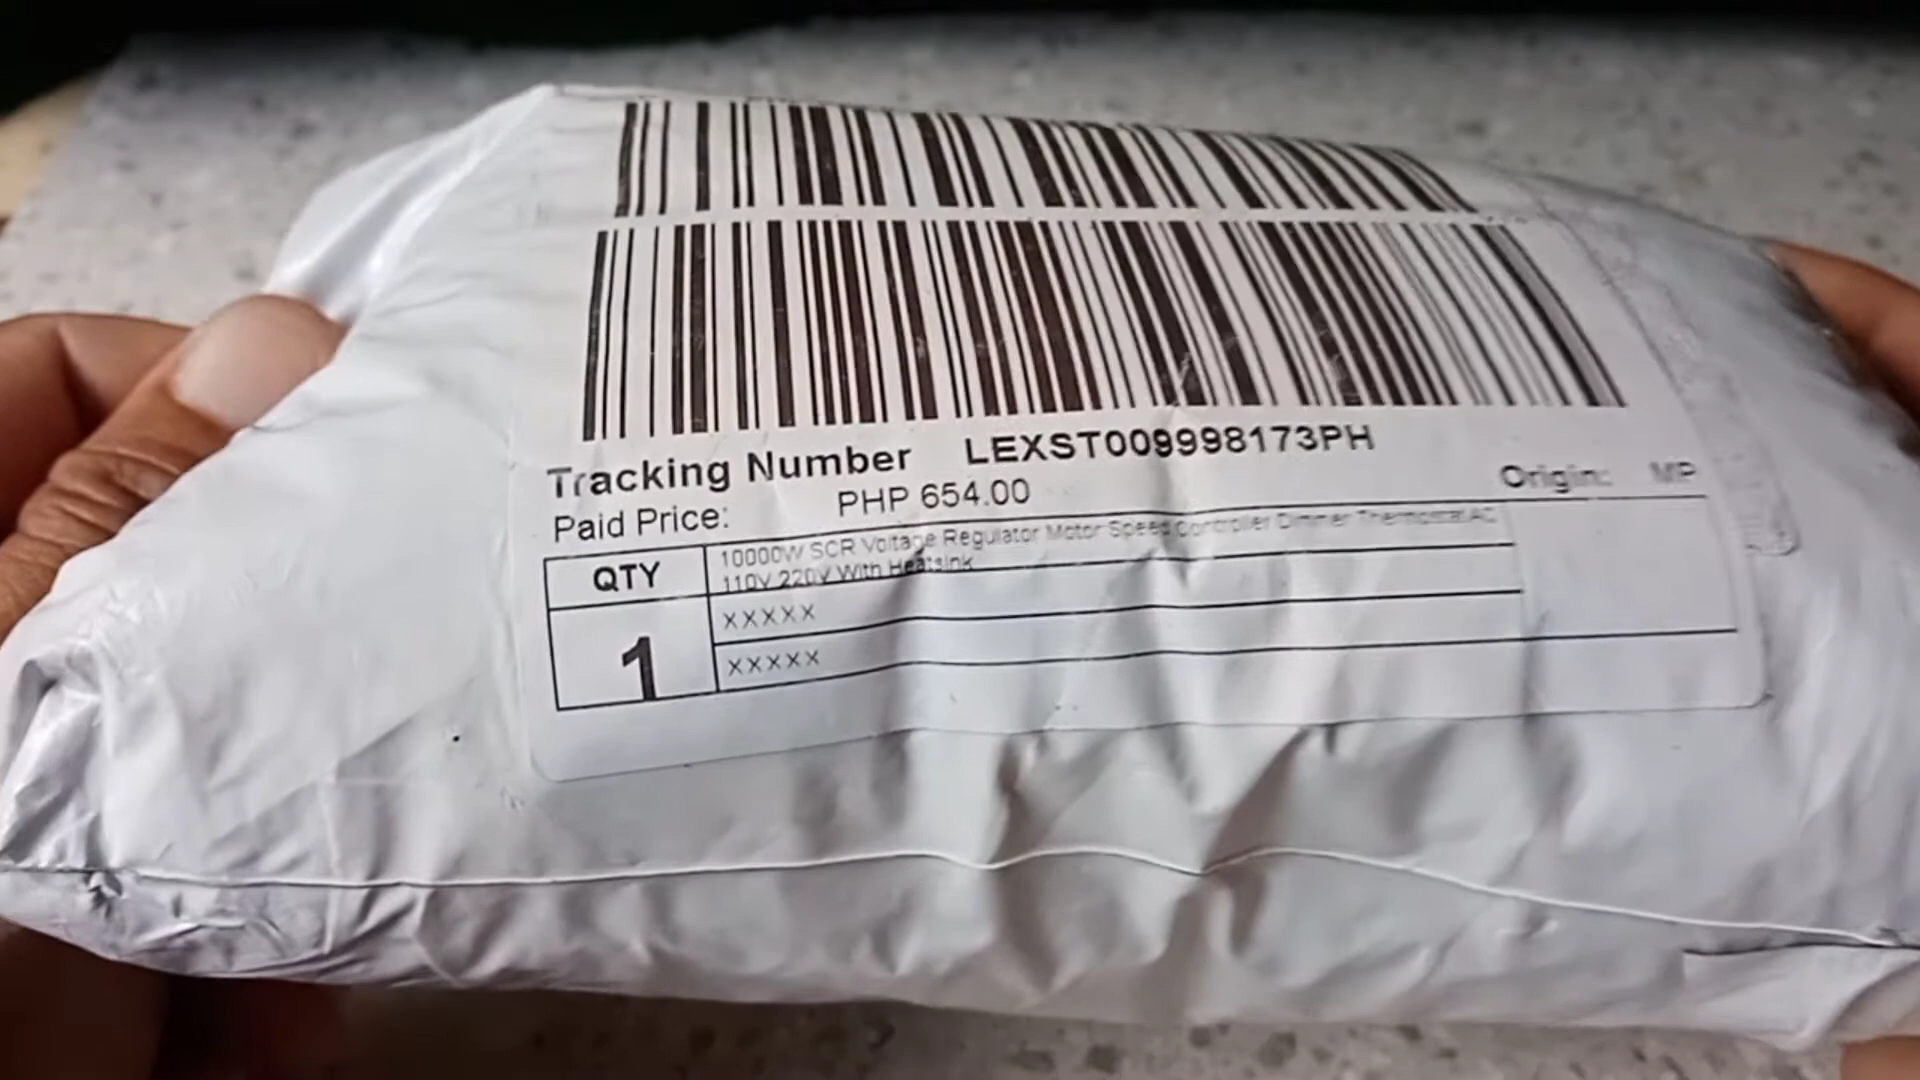 Tracking Number LEXST009998173PH
Paid Price: PHP 654.00 Origin: MP
QTY 10000W SCR Voltage Regulator Motor Speed Controller Dimmer Thermostat AC
110V 220V With Heatsink
1 XXXXX
XXXXX